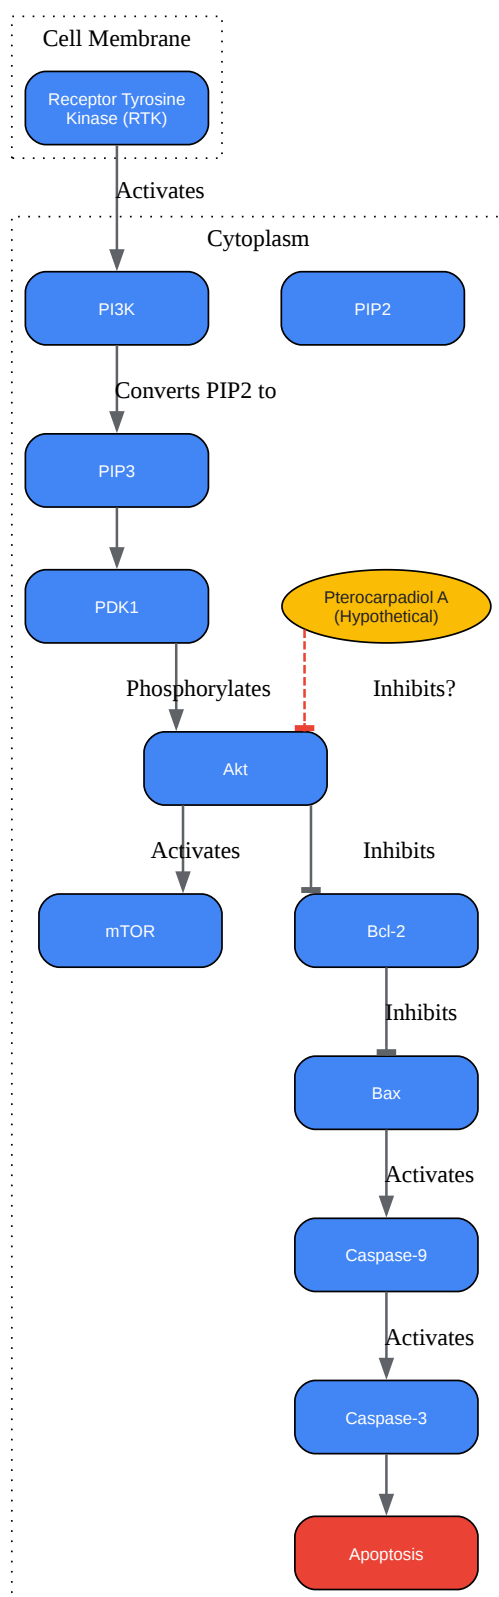 Cell Membrane
Receptor Tyrosine
Kinase (RTK)
Activates
Cytoplasm
PI3K
PIP2
Converts PIP2 to
PIP3
PDK1
Pterocarpadiol A
(Hypothetical)
Phosphorylates
Inhibits?
Akt
Activates
Inhibits
mTOR
Bcl-2
Inhibits
Bax
Activates
Caspase-9
Activates
Caspase-3
Apoptosis